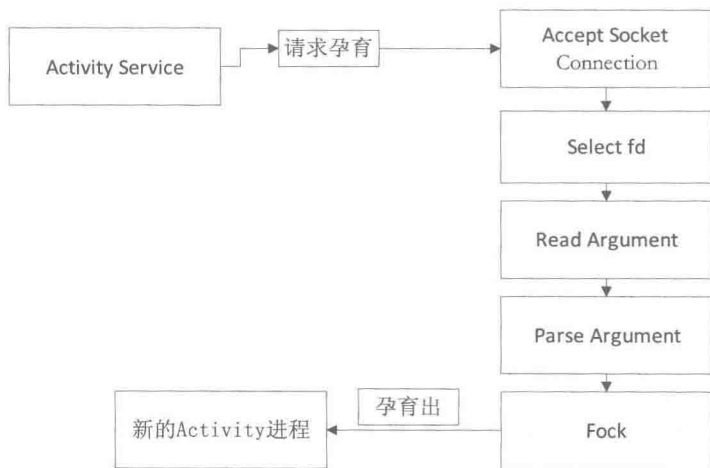 Activity Service
请求孕育
Accept Socket
Connection
Select fd
Read Argument
Parse Argument
孕育出
新的Activity进程
Fock